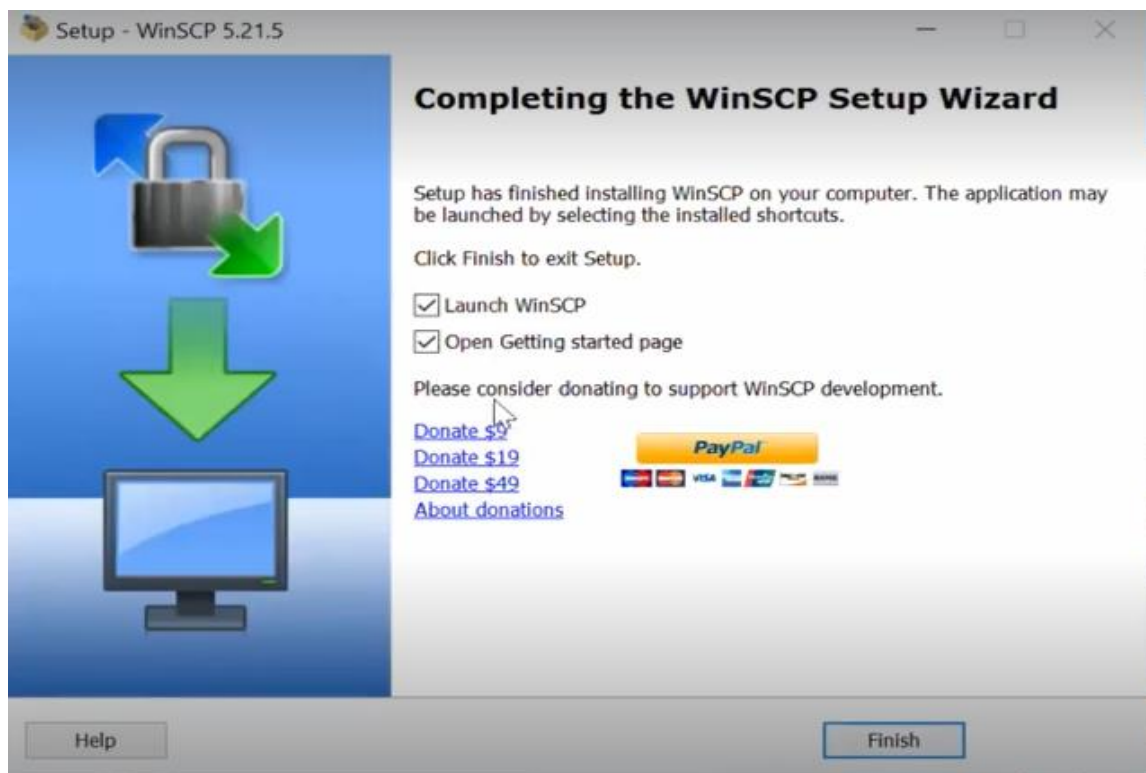 Setup - WinSCP 5.21.5
Completing the WinSCP Setup Wizard
Setup has finished installing WinSCP on your computer. The application may
be launched by selecting the installed shortcuts.
Click Finish to exit Setup.
Launch WinSCP
Open Getting started page
Please consider donating to support WinSCP development.
Donate $9
Donate $19
Donate $49
About donations
PayPal
VISA
Help
Finish